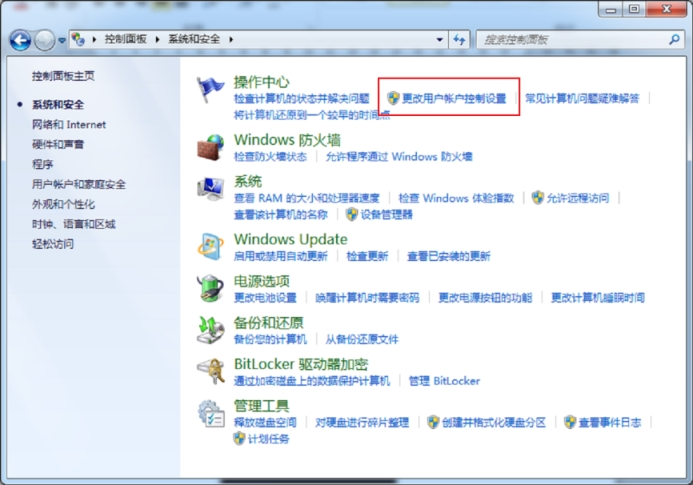 控制面板 ▸ 系统和安全 ▸
搜索控制面板
控制面板主页
系统和安全
网络和 Internet
硬件和声音
程序
用户帐户和家庭安全
外观和个性化
时钟、语言和区域
轻松访问
操作中心
检查计算机的状态并解决问题 更改用户帐户控制设置 常见计算机问题疑难解答
将计算机还原到一个较早的时间点
Windows 防火墙
检查防火墙状态 允许程序通过 Windows 防火墙
系统
查看 RAM 的大小和处理器速度 检查 Windows 体验指数 允许远程访问
查看该计算机的名称 设备管理器
Windows Update
启用或禁用自动更新 检查更新 查看已安装的更新
电源选项
更改电池设置 唤醒计算机时需要密码 更改电源按钮的功能 更改计算机睡眠时间
备份和还原
备份您的计算机 从备份还原文件
BitLocker 驱动器加密
通过加密磁盘上的数据保护计算机 管理 BitLocker
管理工具
释放磁盘空间 对硬盘进行碎片整理 创建并格式化硬盘分区 查看事件日志
计划任务